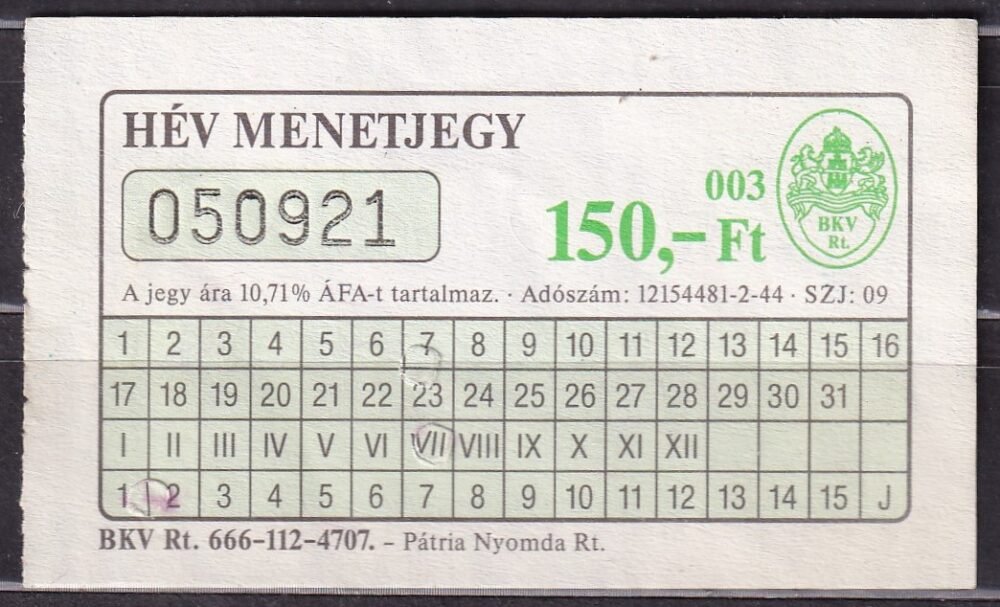 HÉV MENETJEGY
050921
003
150,- Ft
BKV
Rt.
A jegy ára 10,71% ÁFA-t tartalmaz. · Adószám: 12154481-2-44 · SZJ: 09
1 2 3 4 5 6 7 8 9 10 11 12 13 14 15 16
17 18 19 20 21 22 23 24 25 26 27 28 29 30 31
I II III IV V VI VII VIII IX X XI XII
1 2 3 4 5 6 7 8 9 10 11 12 13 14 15 J
BKV Rt. 666-112-4707. – Pátria Nyomda Rt.